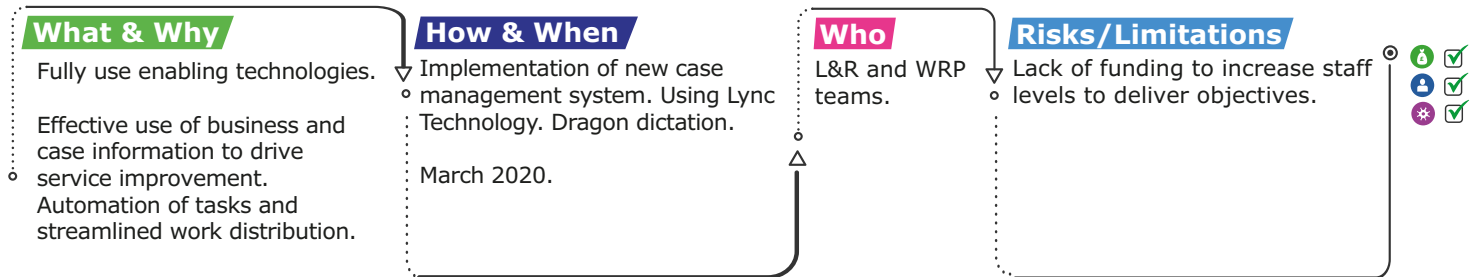 What & Why
Fully use enabling technologies.
Effective use of business and
case information to drive
service improvement.
Automation of tasks and
streamlined work distribution.
How & When
Implementation of new case
management system. Using Lync
Technology. Dragon dictation.
March 2020.
Who
L&R and WRP
teams.
Risks/Limitations
Lack of funding to increase staff
levels to deliver objectives.
£